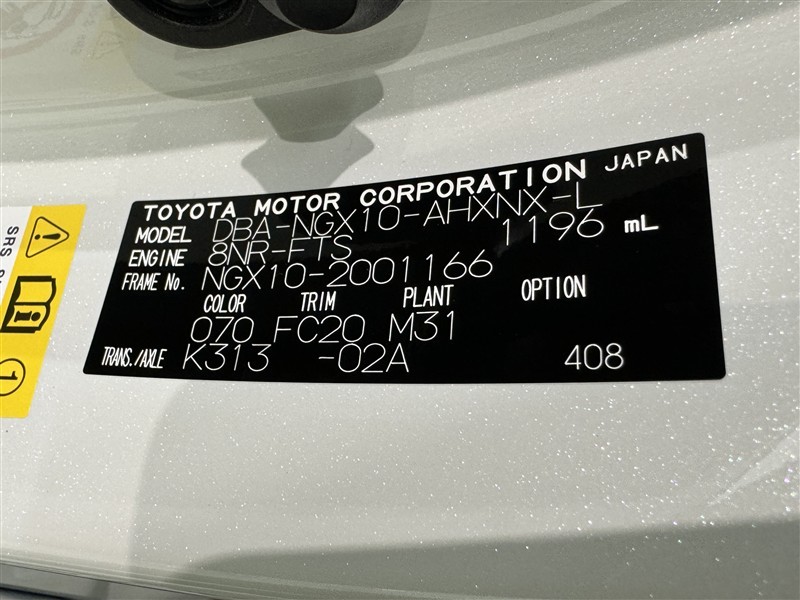 TOYOTA MOTOR CORPORATION JAPAN
MODEL DBA-NGX10-AHXNX-L
ENGINE 8NR-FTS 1196 mL
FRAME No. NGX10-2001166
COLOR TRIM PLANT OPTION
070 FC20 M31
TRANS./AXLE K313 -02A 408
SRS
1